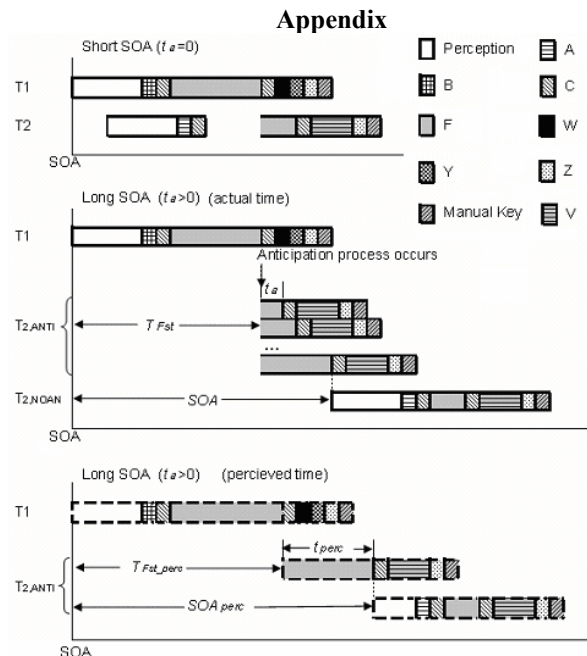 Appendix
Short SOA (ta=0)
T1
T2
SOA
Perception
A
B
C
F
W
Y
Z
Manual Key
V
Long SOA (ta>0) (actual time)
T1
Anticipation process occurs
ta
T2,ANTI
TFst
...
T2,NOAN
SOA
SOA
Long SOA (ta>0) (percieved time)
T1
tperc
TFst_perc
T2,ANTI
SOAperc
SOA